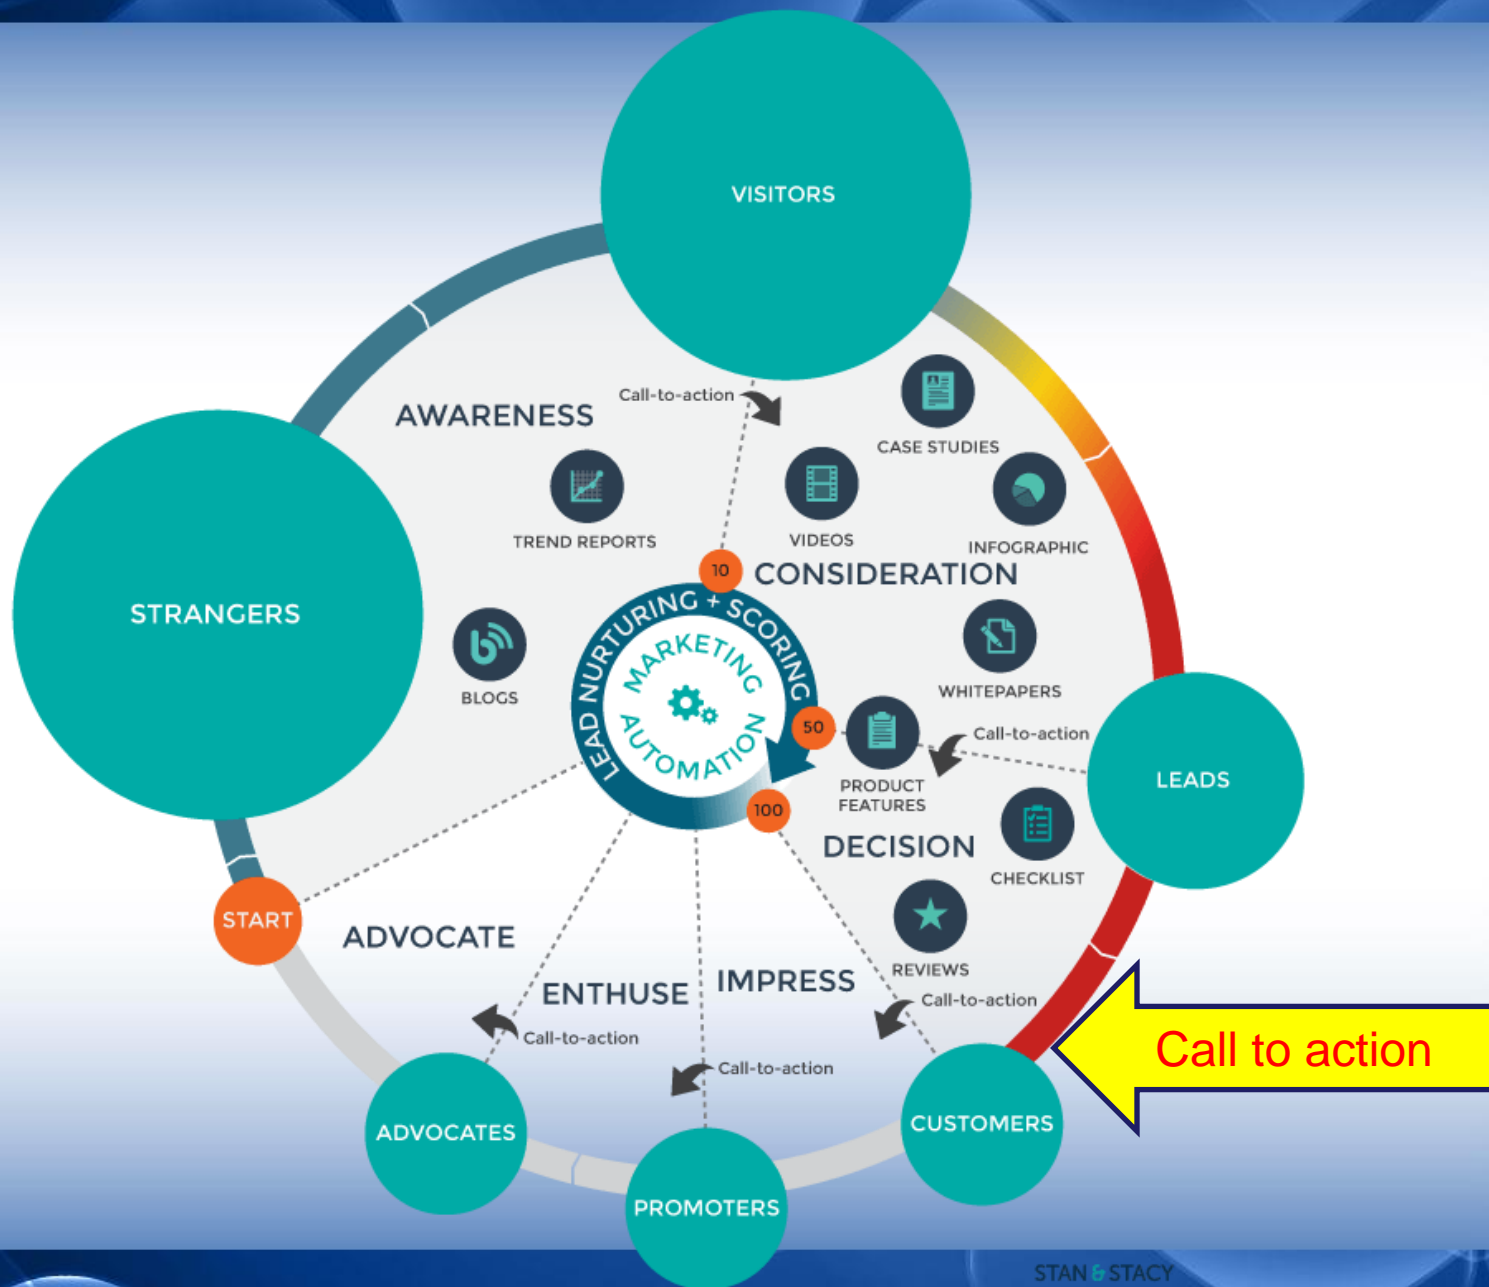 VISITORS
Call-to-action
AWARENESS
CASE STUDIES
TREND REPORTS
VIDEOS
INFOGRAPHIC
10
CONSIDERATION
STRANGERS
LEAD NURTURING + SCORING
MARKETING
AUTOMATION
BLOGS
WHITEPAPERS
50
Call-to-action
PRODUCT
FEATURES
LEADS
100
DECISION
CHECKLIST
START
ADVOCATE
REVIEWS
ENTHUSE
IMPRESS
Call-to-action
Call-to-action
Call-to-action
Call to action
ADVOCATES
CUSTOMERS
PROMOTERS
STAN & STACY